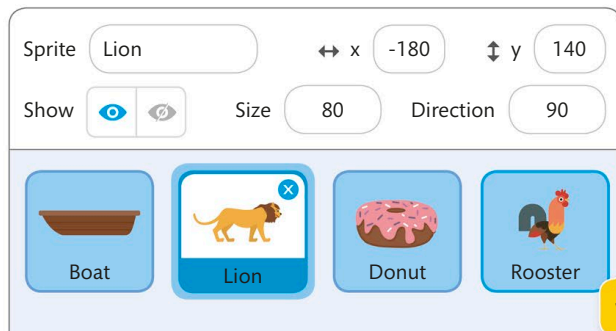 Sprite Lion x -180 y 140
Show Size 80 Direction 90
Boat Lion Donut Rooster